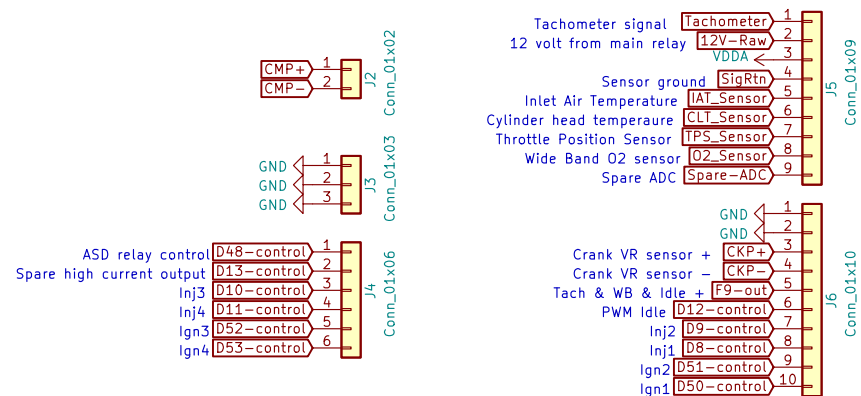 CMP+ 1
CMP- 2
J2
Conn_01x02
GND 1
GND 2
GND 3
J3
Conn_01x03
ASD relay control D48-control 1
Spare high current output D13-control 2
Inj3 D10-control 3
Inj4 D11-control 4
Ign3 D52-control 5
Ign4 D53-control 6
J4
Conn_01x06
Tachometer signal Tachometer 1
12 volt from main relay 12V-Raw 2
VDDA 3
Sensor ground SigRtn 4
Inlet Air Temperature IAT_Sensor 5
Cylinder head temperaure CLT_Sensor 6
Throttle Position Sensor TPS_Sensor 7
Wide Band O2 sensor O2_Sensor 8
Spare ADC Spare-ADC 9
J5
Conn_01x09
GND 1
GND 2
Crank VR sensor + CKP+ 3
Crank VR sensor - CKP- 4
Tach & WB & Idle + F9-out 5
PWM Idle D12-control 6
Inj2 D9-control 7
Inj1 D8-control 8
Ign2 D51-control 9
Ign1 D50-control 10
J6
Conn_01x10